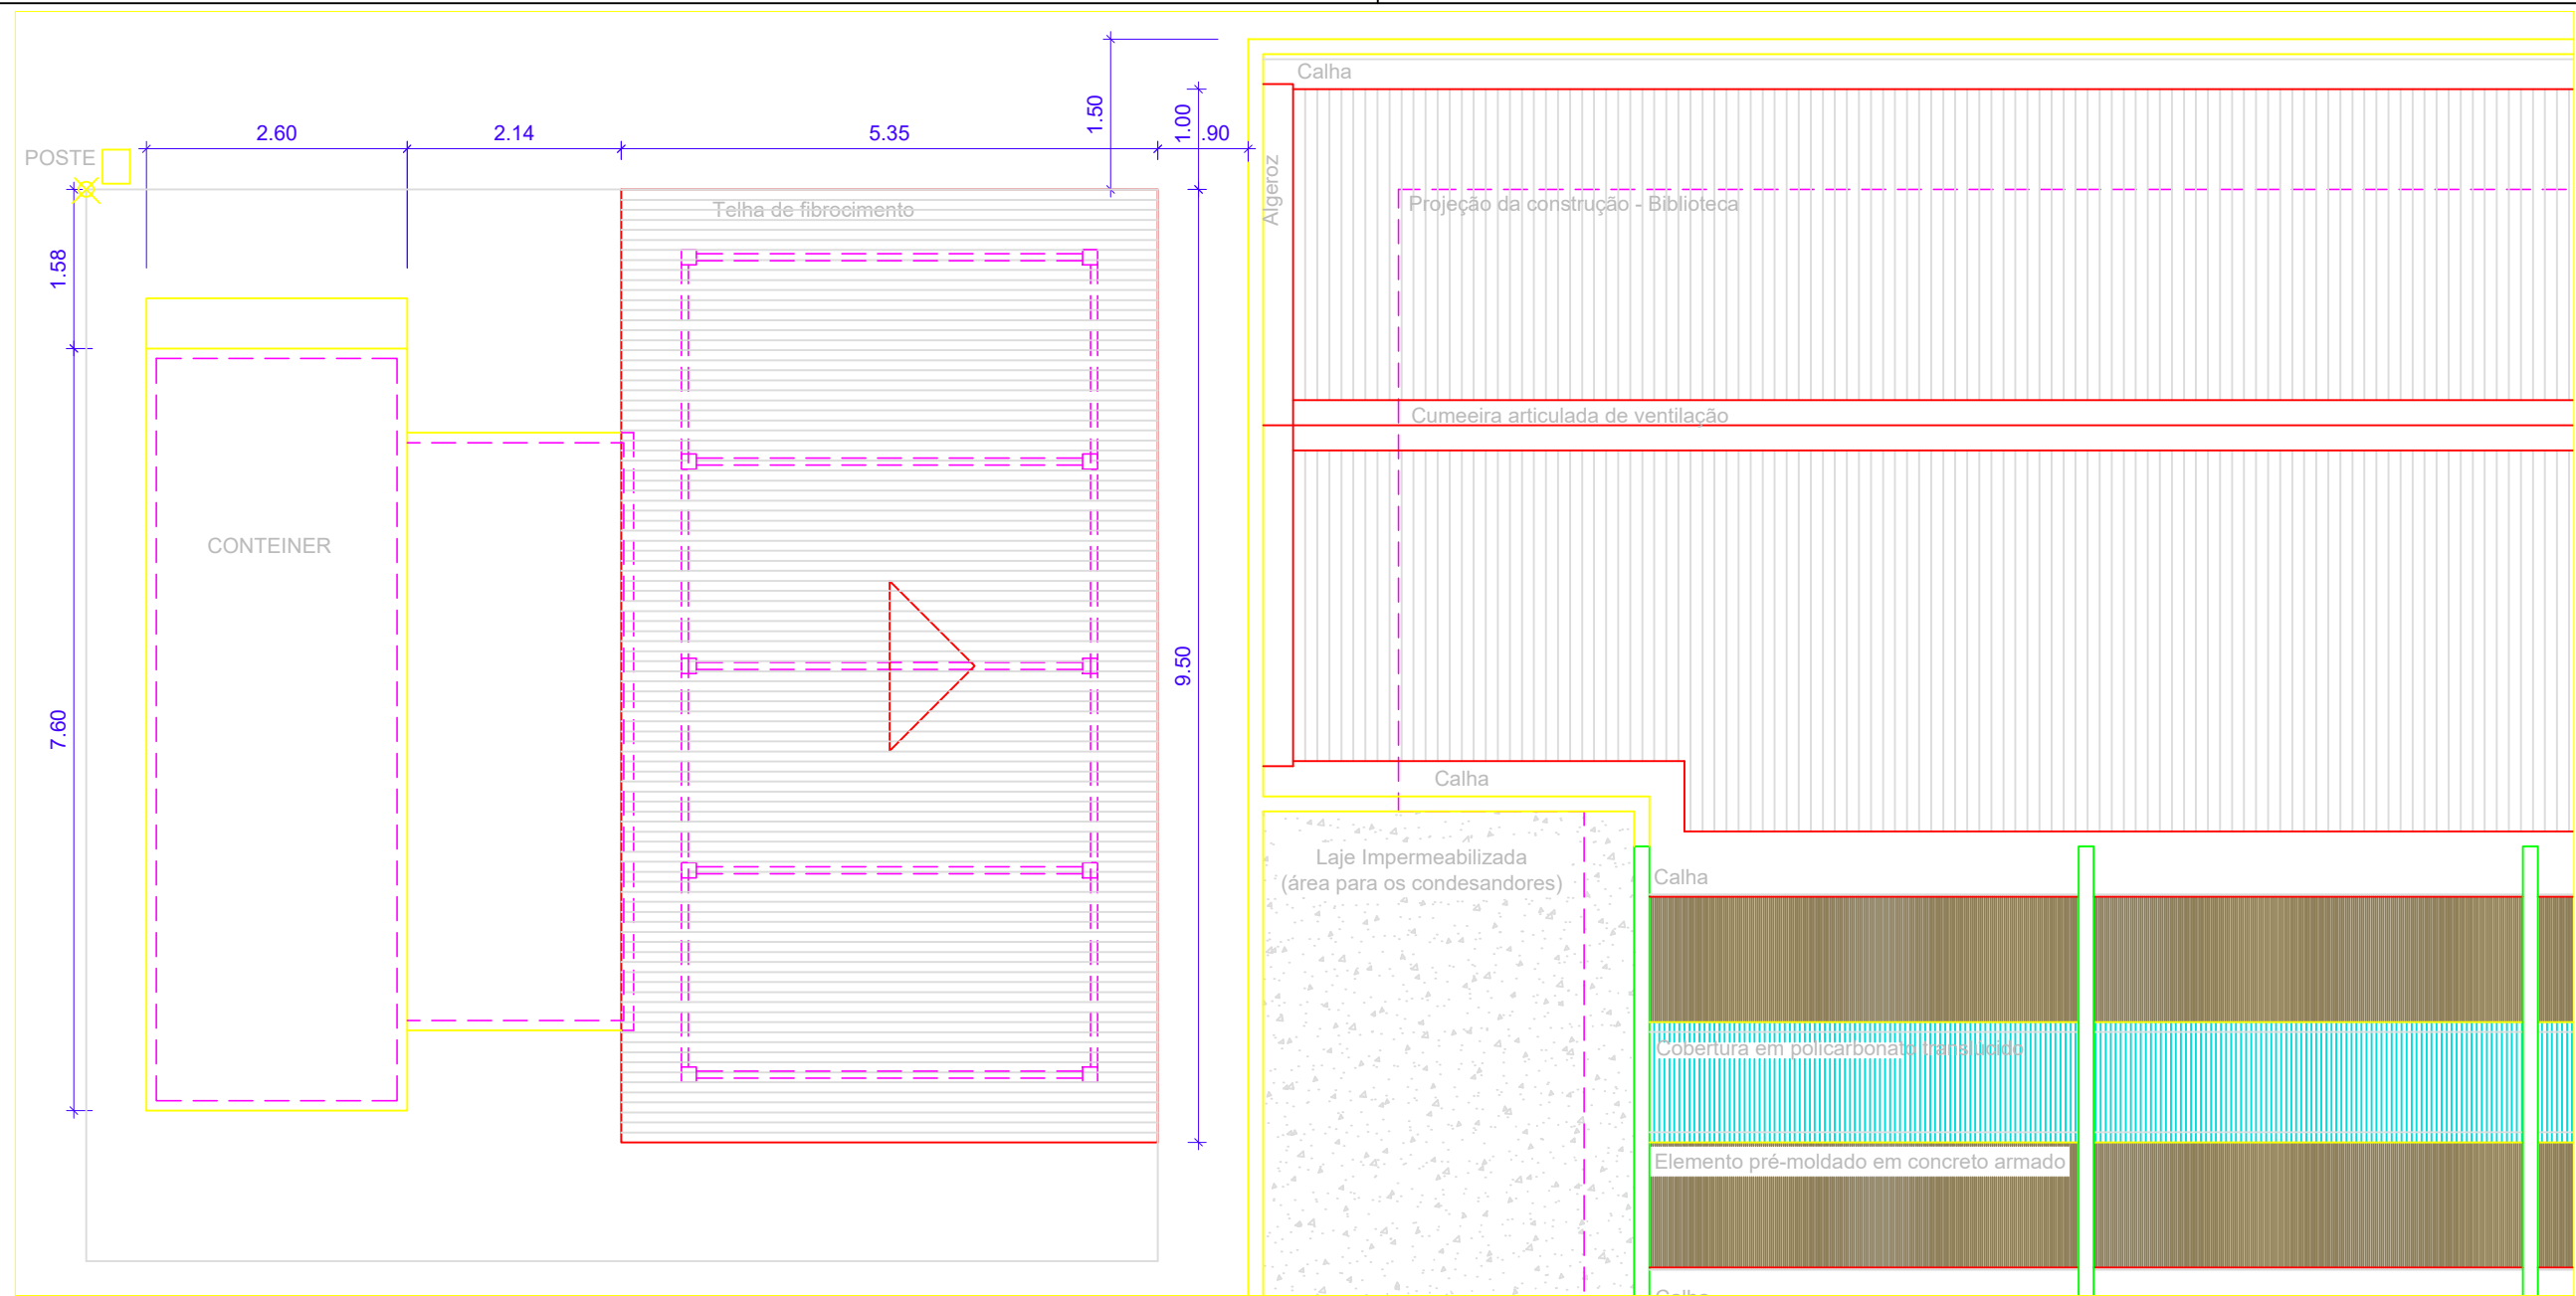 Calha
1.50
1.00
2.60
2.14
5.35
.90
POSTE
Algeroz
Telha de fibrocimento
Projeção da construção - Biblioteca
1.58
Cumeeira articulada de ventilação
CONTEINER
9.50
7.60
Calha
Laje Impermeabilizada
(área para os condesandores)
Calha
Cobertura em policarbonato translucido
Elemento pré-moldado em concreto armado
Calha